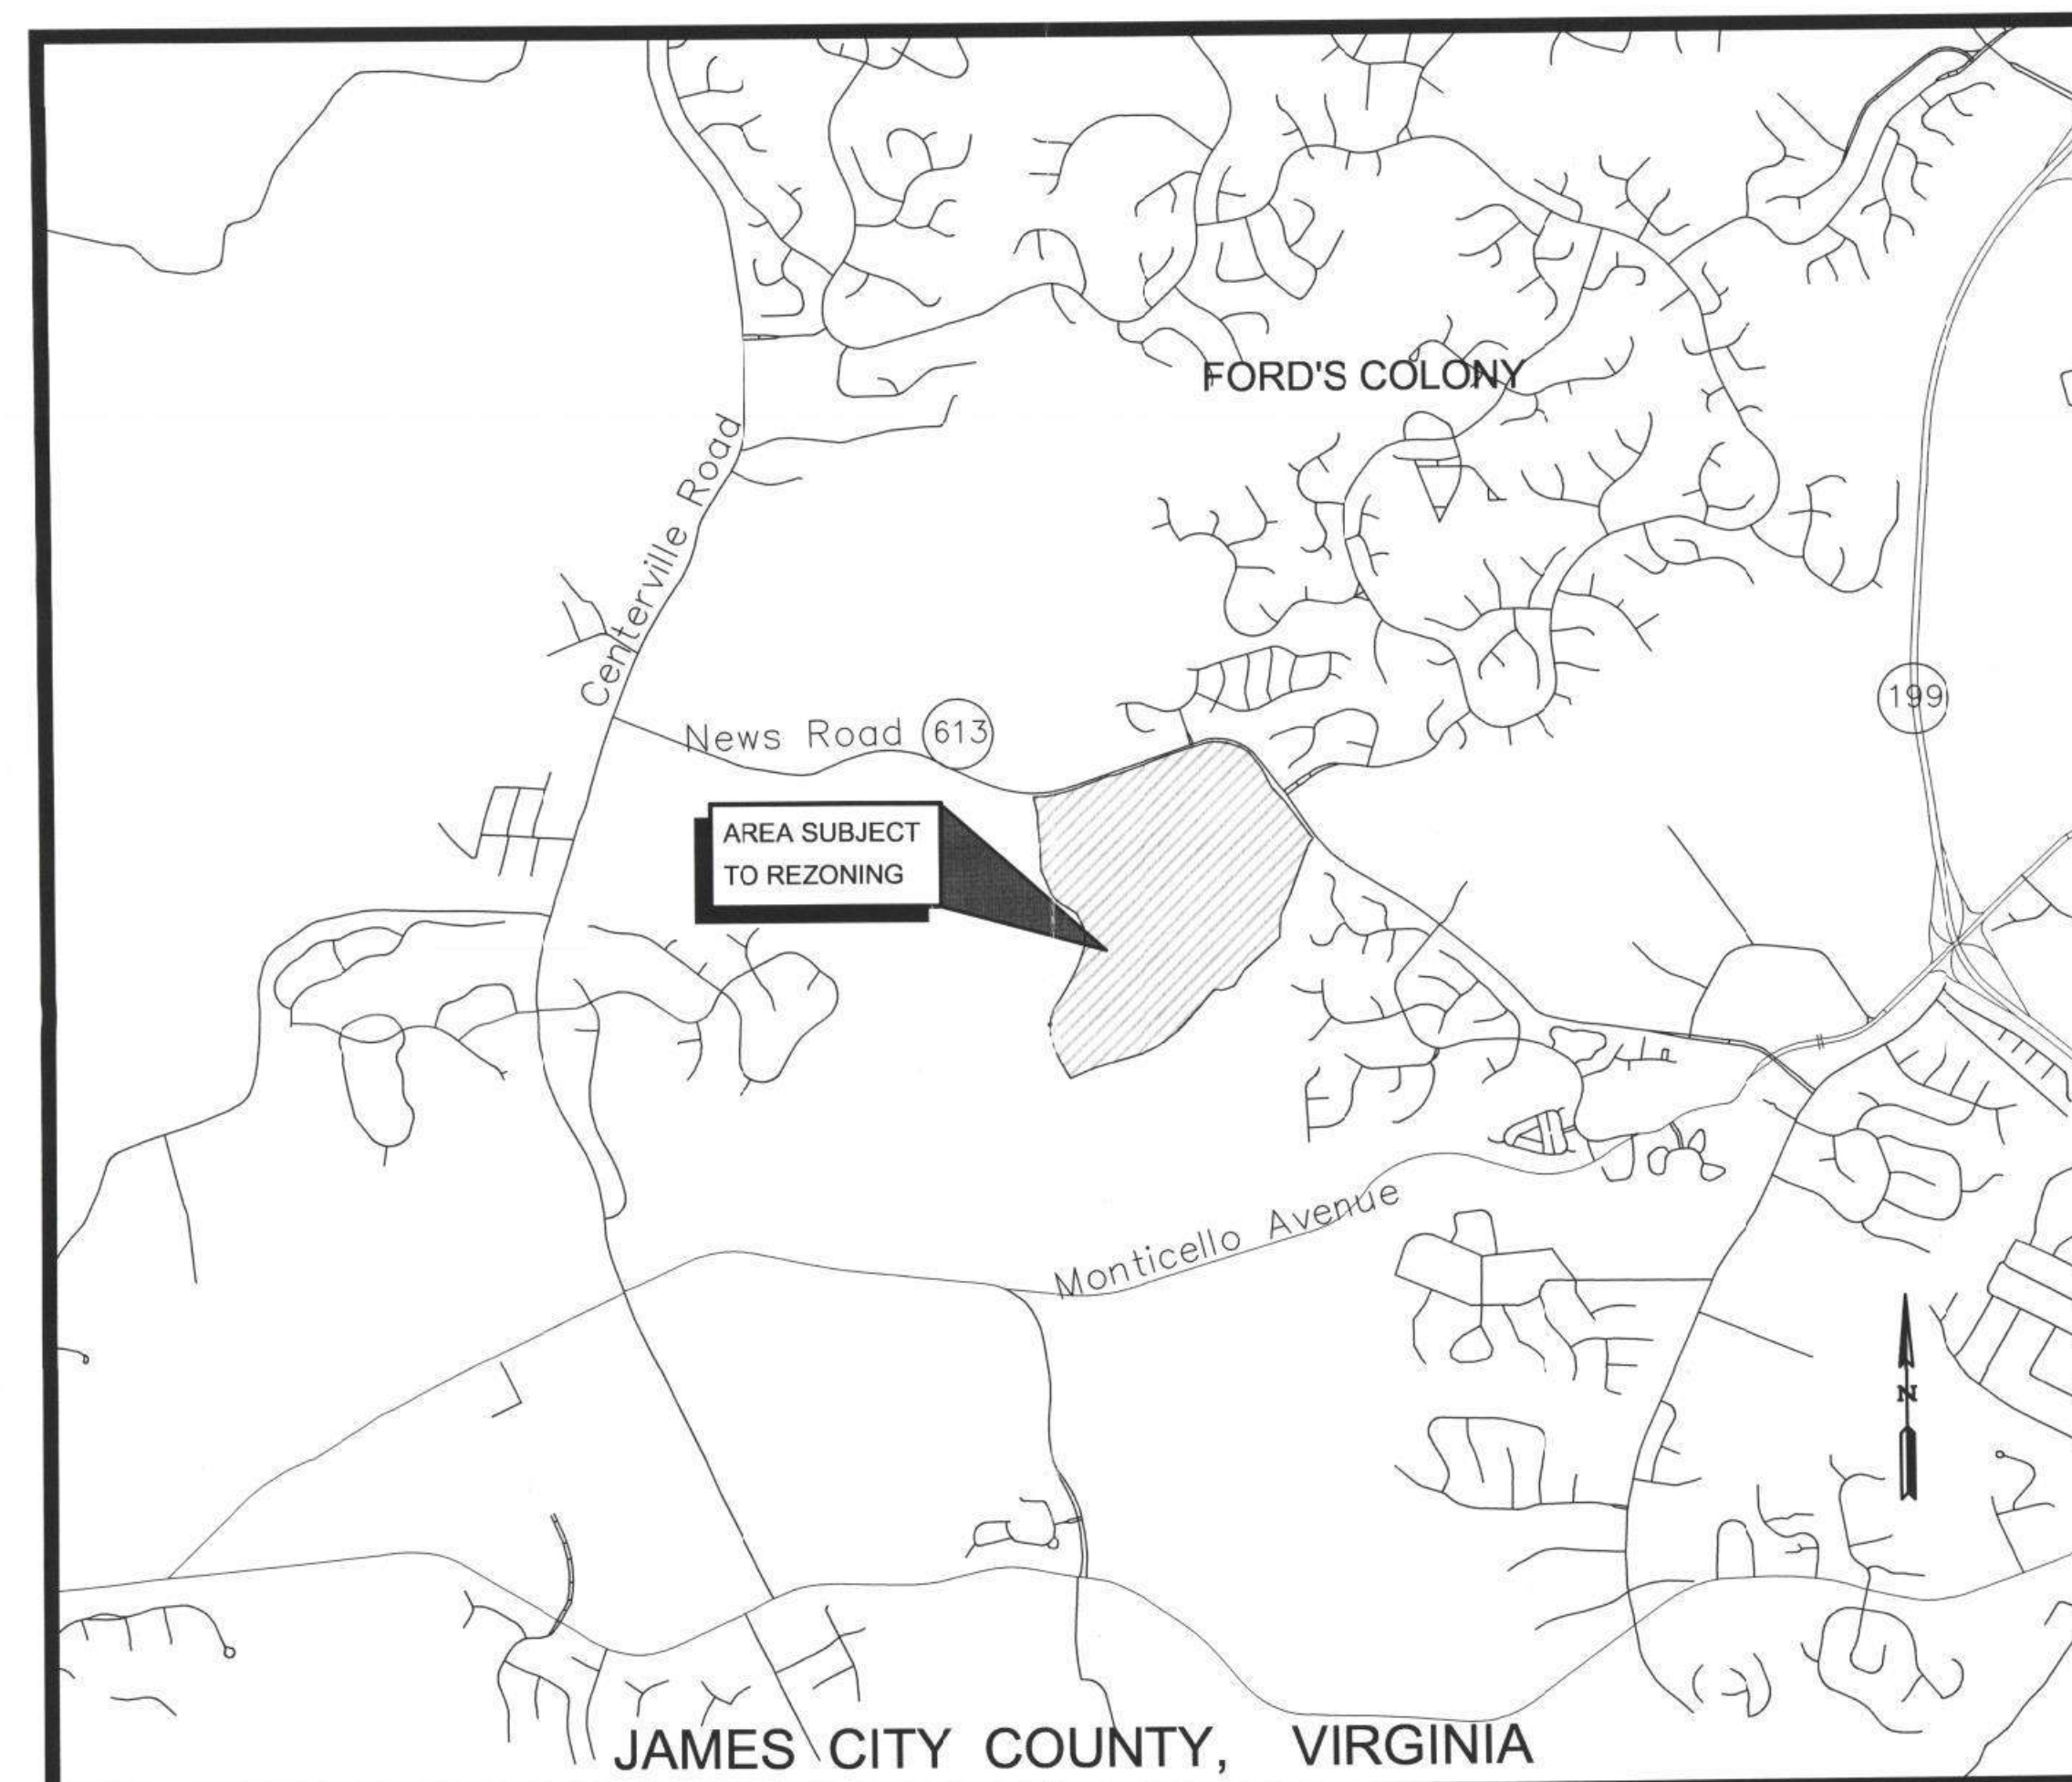 FORD'S COLONY
Centerville Road
199
News Road 613
AREA SUBJECT
TO REZONING
Monticello Avenue
N
JAMES CITY COUNTY, VIRGINIA